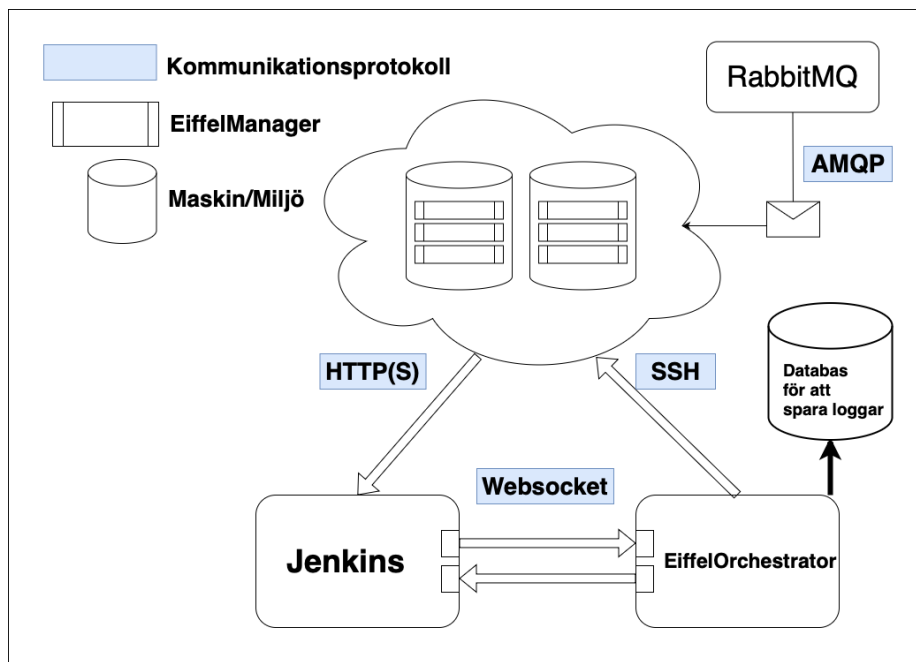 Kommunikationsprotokoll
EiffelManager
Maskin/Miljö
RabbitMQ
AMQP
HTTP(S)
SSH
Databas
för att
spara loggar
Websocket
Jenkins
EiffelOrchestrator